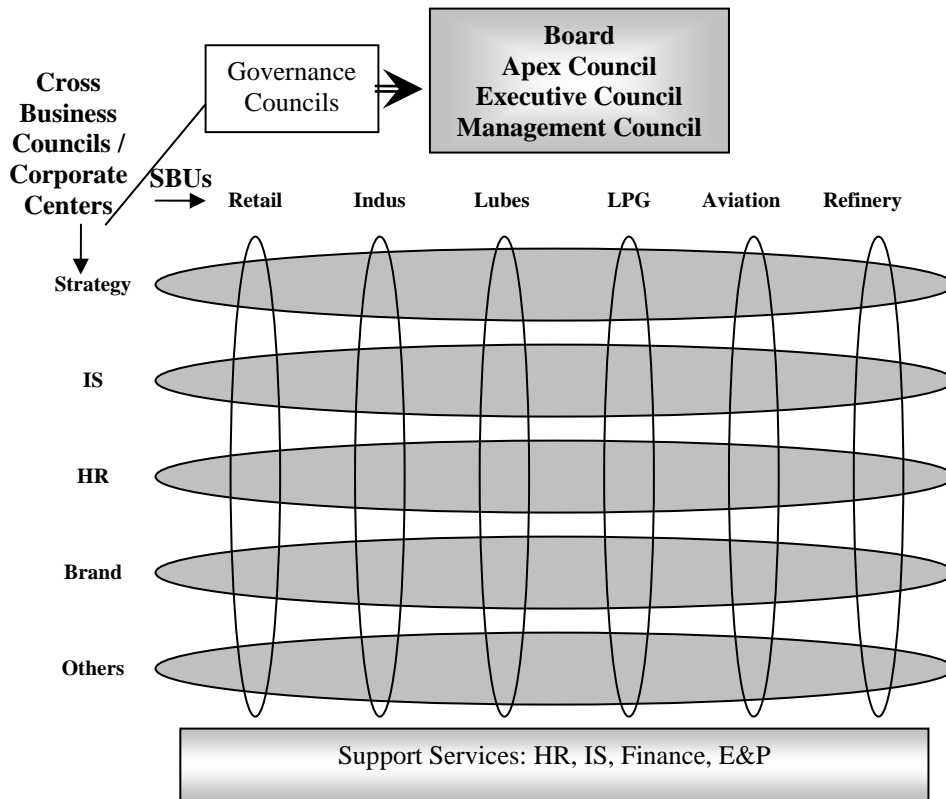 Board
Apex Council
Executive Council
Management Council
Governance
Councils
Cross
Business
Councils /
Corporate
Centers
SBUs
Retail Indus Lubes LPG Aviation Refinery
Strategy
IS
HR
Brand
Others
Support Services: HR, IS, Finance, E&P